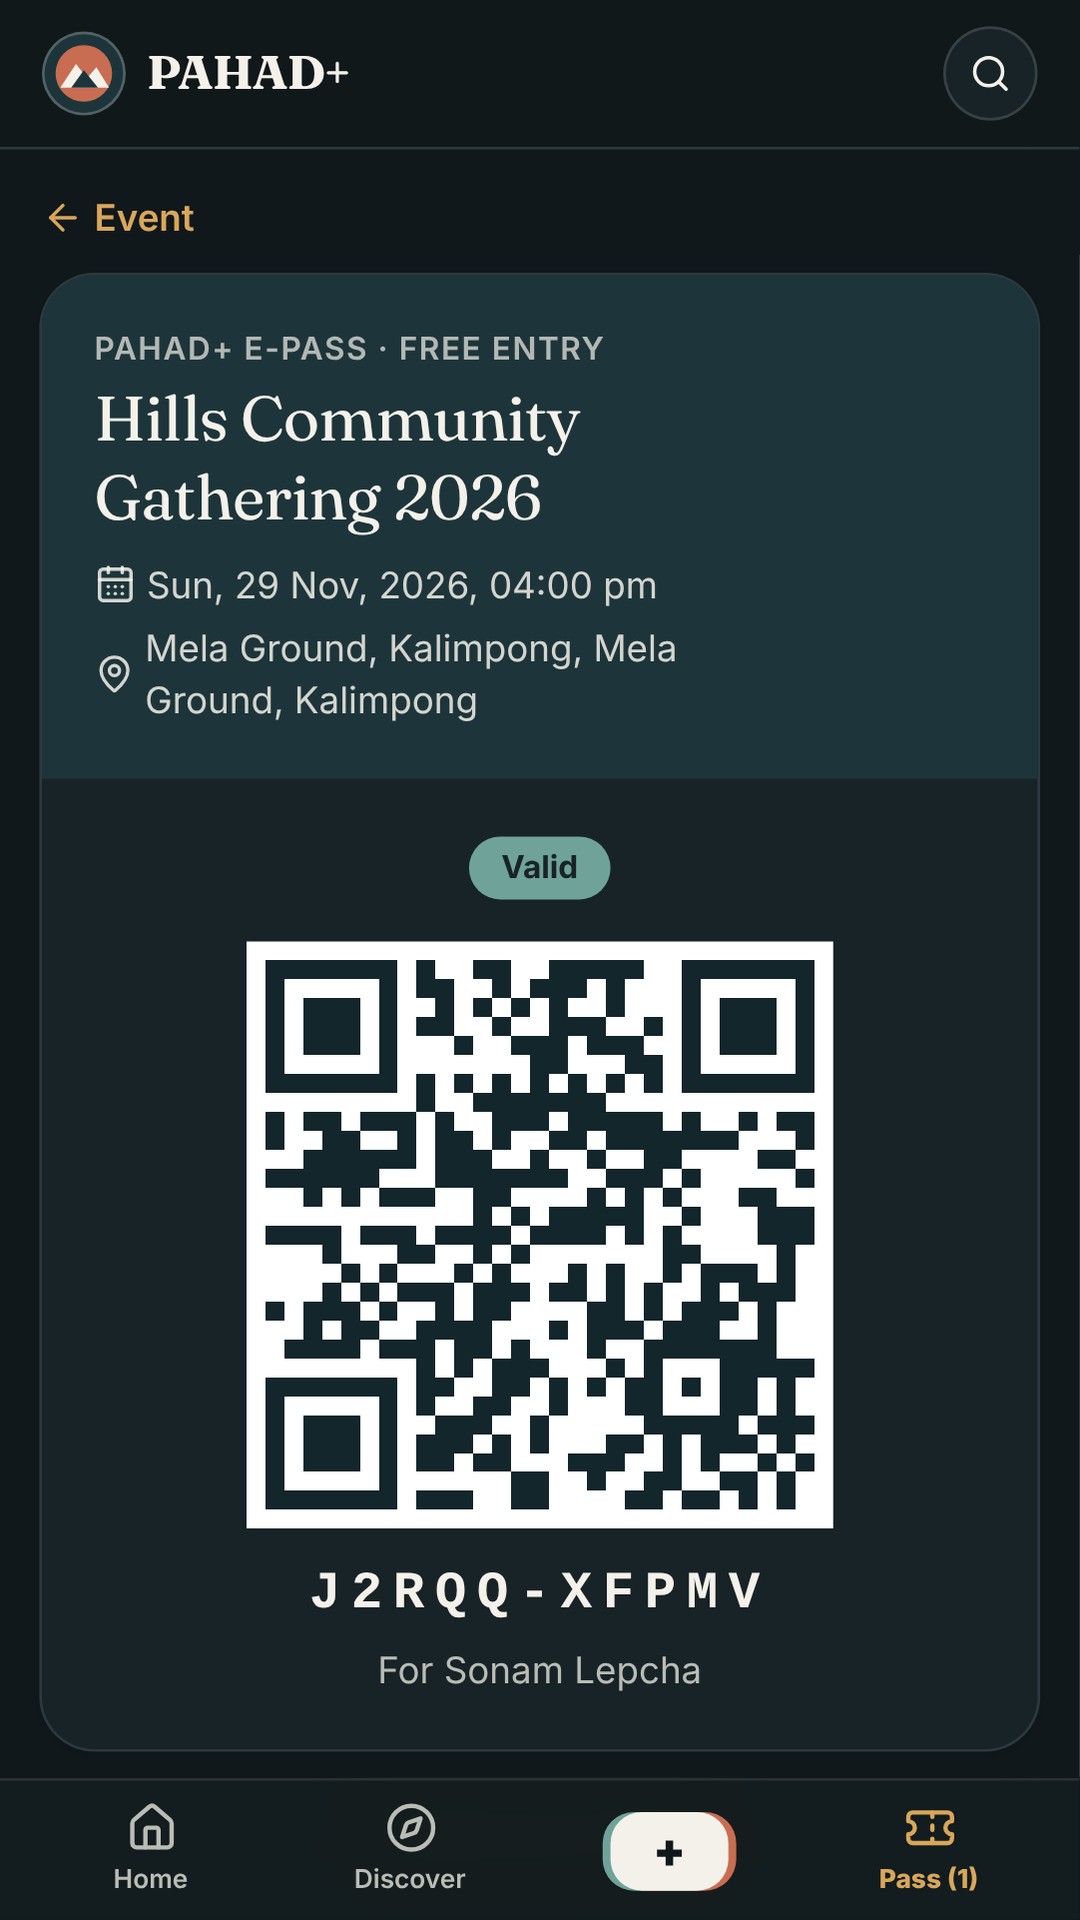 PAHAD+
Event
PAHAD+ E-PASS · FREE ENTRY
Hills Community
Gathering 2026
Sun, 29 Nov, 2026, 04:00 pm
Mela Ground, Kalimpong, Mela
Ground, Kalimpong
Valid
J2RQQ-XFPMV
For Sonam Lepcha
Home
Discover
+
Pass (1)